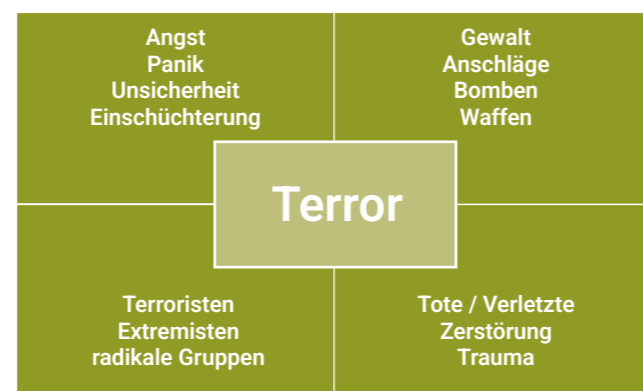 Angst
Panik
Unsicherheit
Einschüchterung
Gewalt
Anschläge
Bomben
Waffen
Terror
Terroristen
Extremisten
radikale Gruppen
Tote / Verletzte
Zerstörung
Trauma